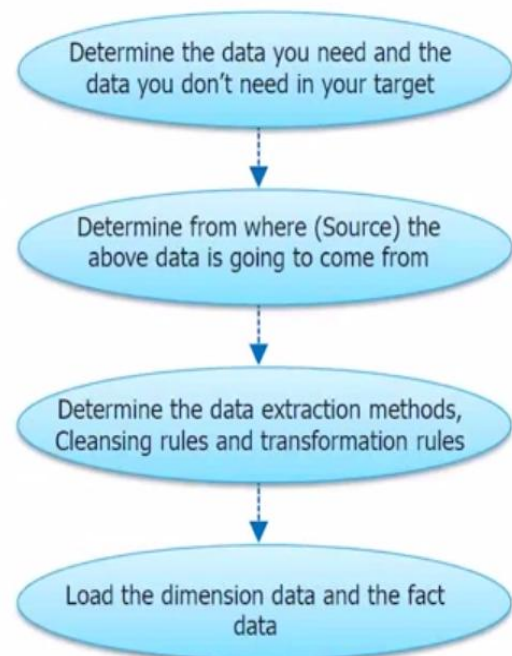 Determine the data you need and the
data you don't need in your target
Determine from where (Source) the
above data is going to come from
Determine the data extraction methods,
Cleansing rules and transformation rules
Load the dimension data and the fact
data